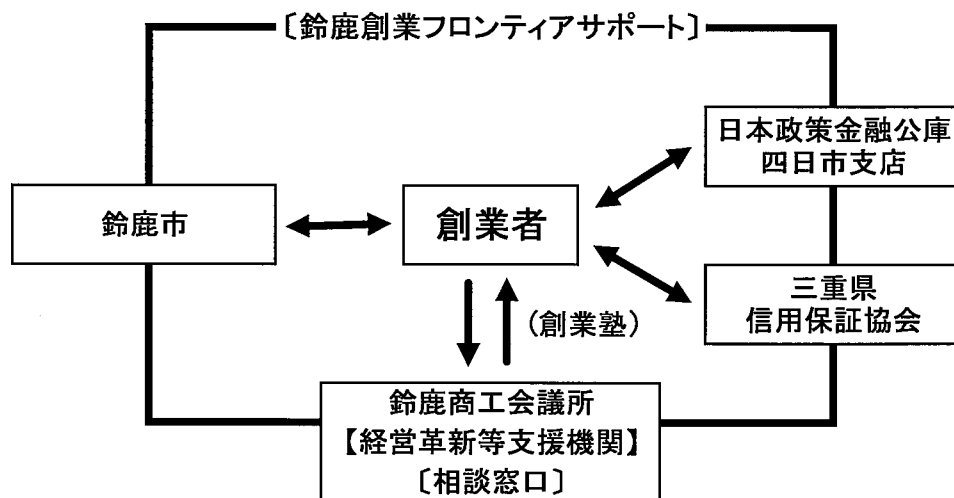 〔鈴鹿創業フロンティアサポート〕
日本政策金融公庫
四日市支店
鈴鹿市
創業者
三重県
信用保証協会
(創業塾)
鈴鹿商工会議所
【経営革新等支援機関】
〔相談窓口〕